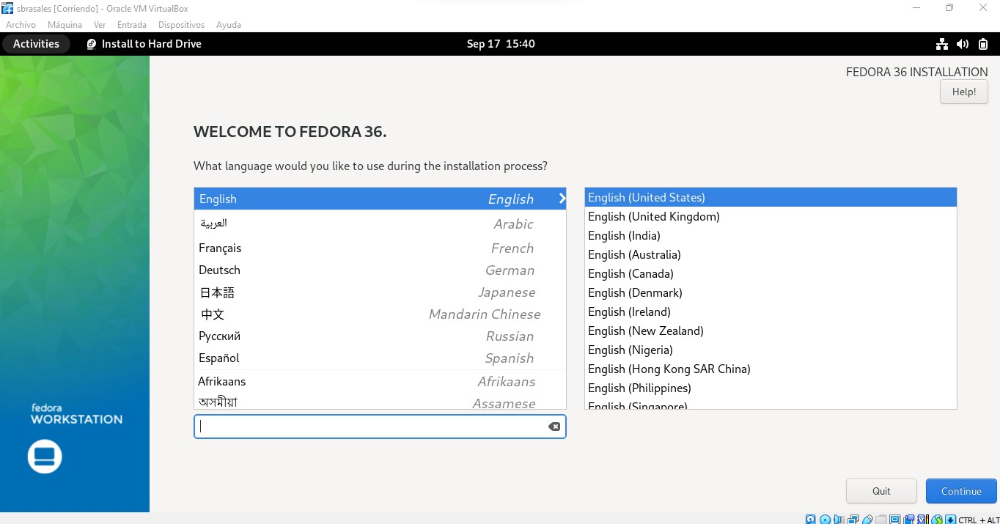 sbrasales [Corriendo] - Oracle VM VirtualBox
Archivo Máquina Ver Entrada Dispositivos Ayuda
Activities Install to Hard Drive Sep 17 15:40
FEDORA 36 INSTALLATION
Help!
WELCOME TO FEDORA 36.
What language would you like to use during the installation process?
English English
العربية Arabic
Français French
Deutsch German
日本語 Japanese
中文 Mandarin Chinese
Русский Russian
Español Spanish
Afrikaans Afrikaans
অসমীয়া Assamese
English (United States)
English (United Kingdom)
English (India)
English (Australia)
English (Canada)
English (Denmark)
English (Ireland)
English (New Zealand)
English (Nigeria)
English (Hong Kong SAR China)
English (Philippines)
English (Singapore)
fedora
WORKSTATION
Quit Continue
CTRL + ALT